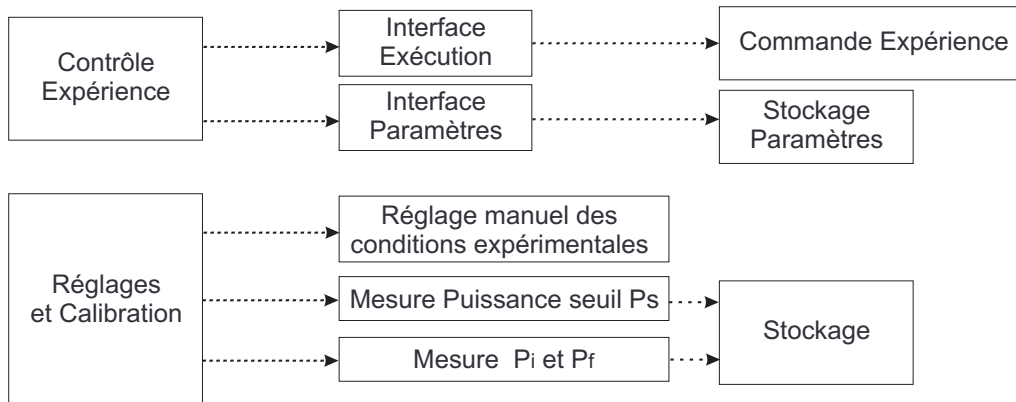 Contrôle
Expérience
Interface
Exécution
Commande Expérience
Interface
Paramètres
Stockage
Paramètres
Réglages
et Calibration
Réglage manuel des
conditions expérimentales
Mesure Puissance seuil Ps
Mesure Pi et Pf
Stockage